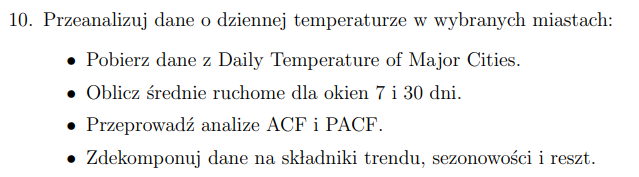 10. Przeanalizuj dane o dziennej temperaturze w wybranych miastach:
• Pobierz dane z Daily Temperature of Major Cities.
• Oblicz średnie ruchome dla okien 7 i 30 dni.
• Przeprowadź analize ACF i PACF.
• Zdekomponuj dane na składniki trendu, sezonowości i reszt.